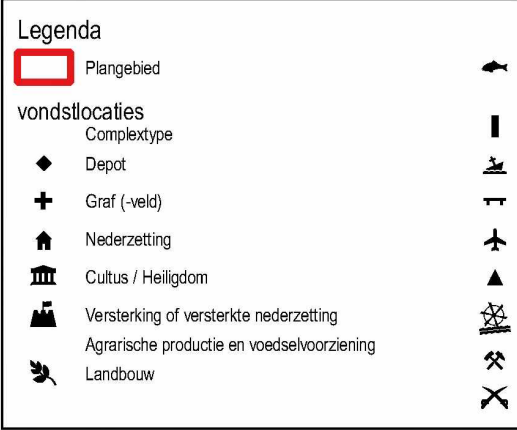 Legenda
Plangebied
vondstlocaties
Complextype
Depot
Graf (-veld)
Nederzetting
Cultus / Heiligdom
Versterking of versterkte nederzetting
Agrarische productie en voedselvoorziening
Landbouw